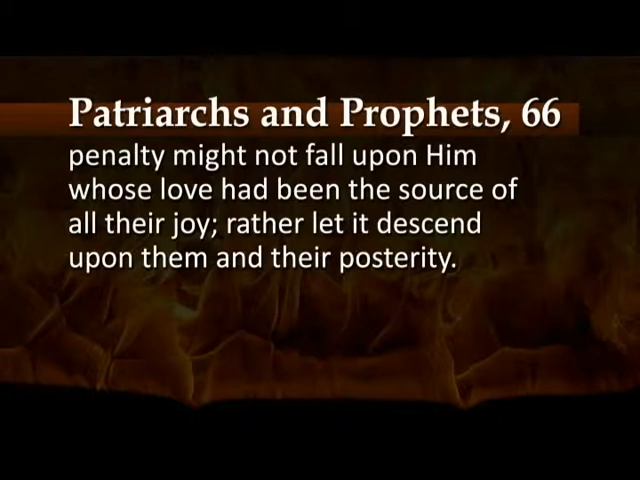 Patriarchs and Prophets, 66
penalty might not fall upon Him
whose love had been the source of
all their joy; rather let it descend
upon them and their posterity.